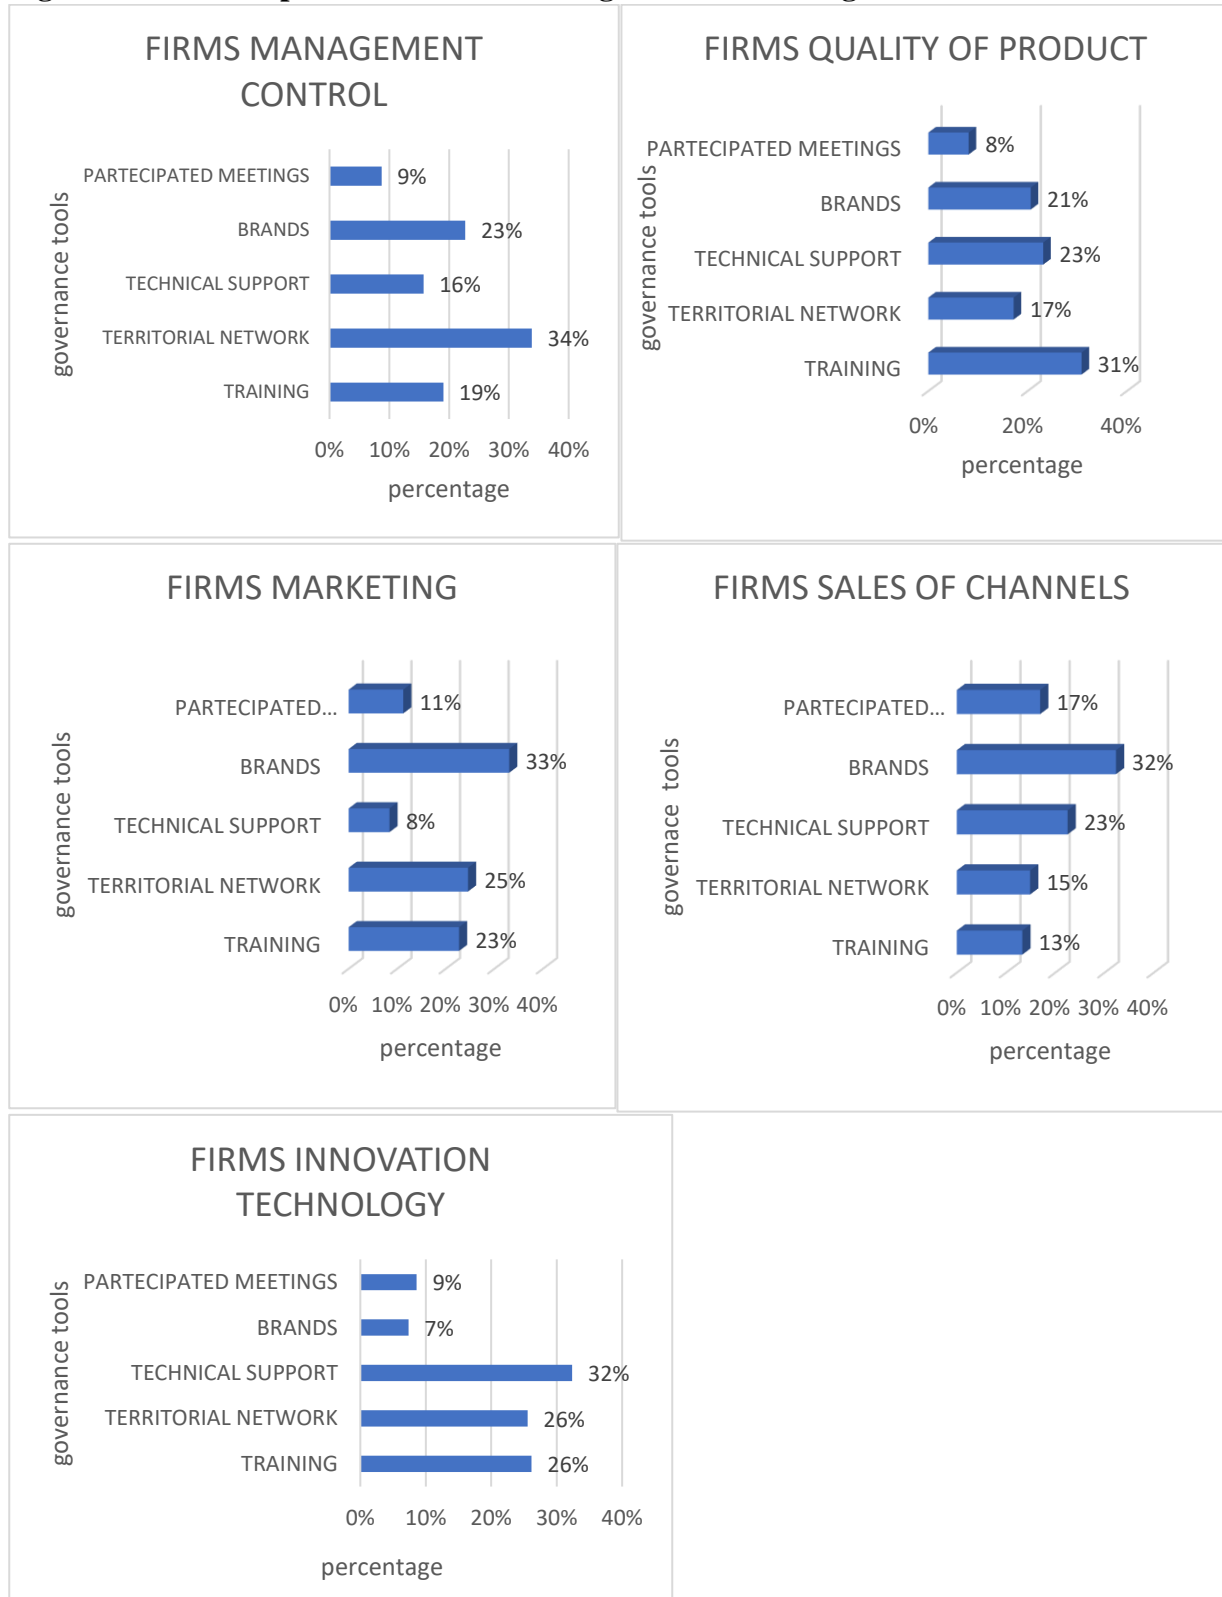 FIRMS MANAGEMENT
CONTROL
governance tools
PARTECIPATED MEETINGS 9%
BRANDS 23%
TECHNICAL SUPPORT 16%
TERRITORIAL NETWORK 34%
TRAINING 19%
0% 10% 20% 30% 40%
percentage
FIRMS QUALITY OF PRODUCT
governance tools
PARTECIPATED MEETINGS 8%
BRANDS 21%
TECHNICAL SUPPORT 23%
TERRITORIAL NETWORK 17%
TRAINING 31%
0% 20% 40%
percentage
FIRMS MARKETING
governance tools
PARTECIPATED... 11%
BRANDS 33%
TECHNICAL SUPPORT 8%
TERRITORIAL NETWORK 25%
TRAINING 23%
0% 10% 20% 30% 40%
percentage
FIRMS SALES OF CHANNELS
governace tools
PARTECIPATED... 17%
BRANDS 32%
TECHNICAL SUPPORT 23%
TERRITORIAL NETWORK 15%
TRAINING 13%
0% 10% 20% 30% 40%
percentage
FIRMS INNOVATION
TECHNOLOGY
governance tools
PARTECIPATED MEETINGS 9%
BRANDS 7%
TECHNICAL SUPPORT 32%
TERRITORIAL NETWORK 26%
TRAINING 26%
0% 10% 20% 30% 40%
percentage